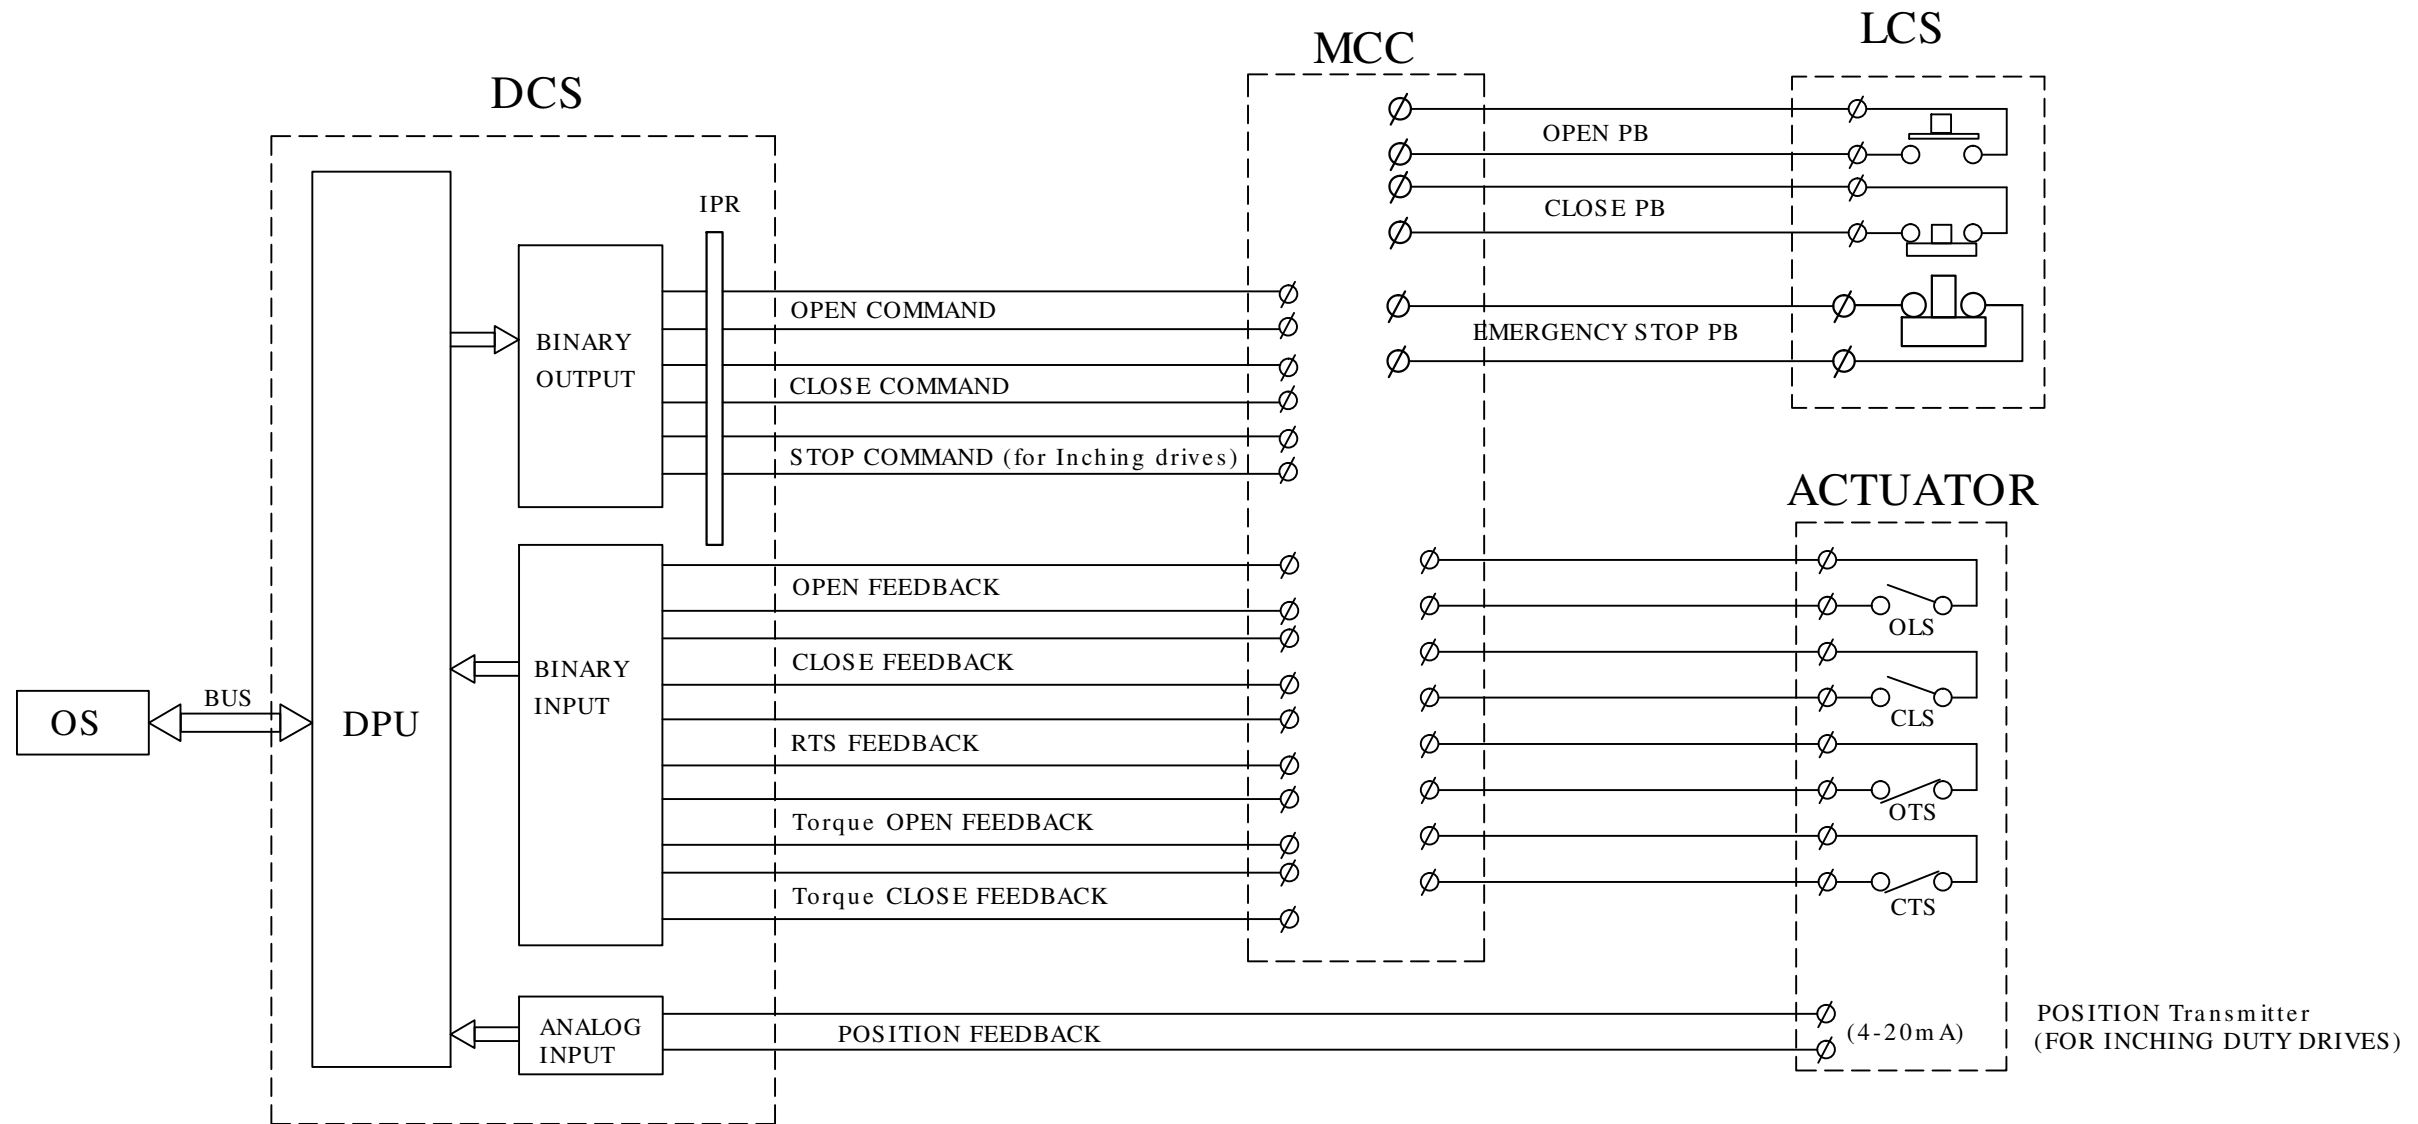 LCS
MCC
DCS
OPEN PB
IPR
CLOSE PB
OPEN COMMAND
EMERGENCY STOP PB
BINARY
OUTPUT
CLOSE COMMAND
STOP COMMAND (for Inching drives)
ACTUATOR
OPEN FEEDBACK
OLS
BINARY
INPUT
CLOSE FEEDBACK
BUS
OS
DPU
CLS
RTS FEEDBACK
OTS
Torque OPEN FEEDBACK
Torque CLOSE FEEDBACK
CTS
ANALOG
INPUT
POSITION FEEDBACK
(4-20mA)
POSITION Transmitter
(FOR INCHING DUTY DRIVES)